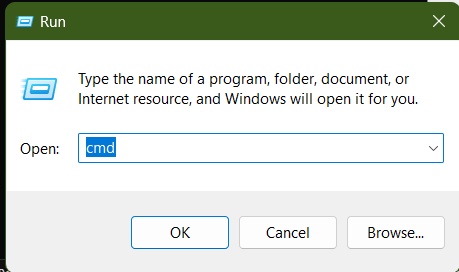 Run
Type the name of a program, folder, document, or
Internet resource, and Windows will open it for you.
Open: cmd
OK Cancel Browse...